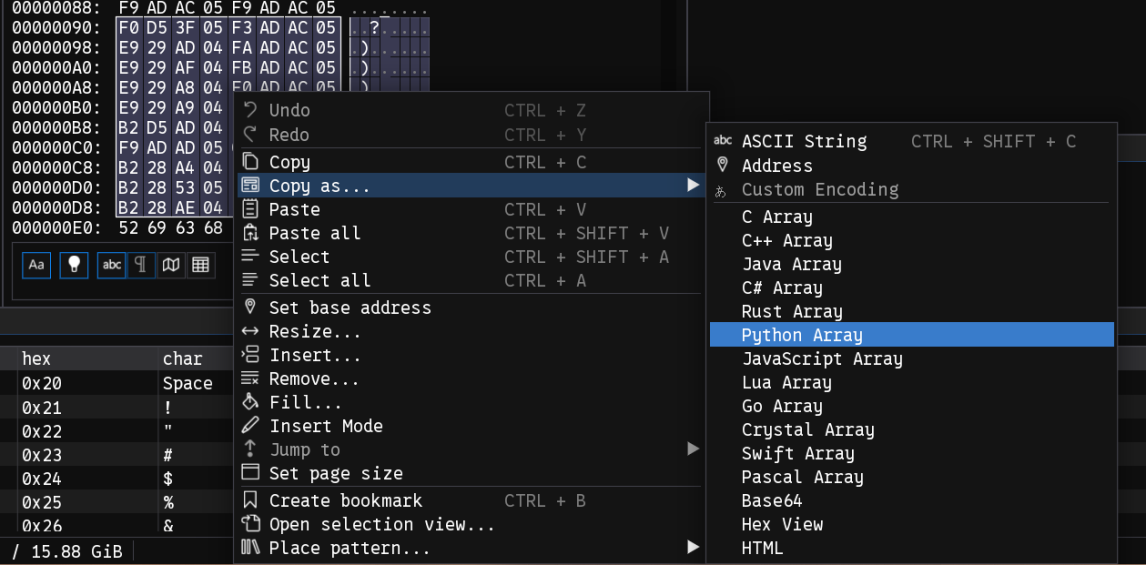 00000088: F9 AD AC 05 F9 AD AC 05 ........
00000090: F0 D5 3F 05 F3 AD AC 05 ..?.....
00000098: E9 29 AD 04 FA AD AC 05 .)......
000000A0: E9 29 AF 04 FB AD AC 05 .)......
000000A8: E9 29 A8 04 F0 AD AC 05 .)
000000B0: E9 29 A9 04
000000B8: B2 D5 AD 04
000000C0: F9 AD AD 05
000000C8: B2 28 A4 04
000000D0: B2 28 53 05
000000D8: B2 28 AE 04
000000E0: 52 69 63 68
Aa abc ¶
hex char
0x20 Space
0x21 !
0x22 "
0x23 #
0x24 $
0x25 %
0x26 &
/ 15.88 GiB
Undo CTRL + Z
Redo CTRL + Y
Copy CTRL + C
Copy as...
Paste CTRL + V
Paste all CTRL + SHIFT + V
Select CTRL + SHIFT + A
Select all CTRL + A
Set base address
Resize...
Insert...
Remove...
Fill...
Insert Mode
Jump to
Set page size
Create bookmark CTRL + B
Open selection view...
Place pattern...
abc ASCII String CTRL + SHIFT + C
Address
あ Custom Encoding
C Array
C++ Array
Java Array
C# Array
Rust Array
Python Array
JavaScript Array
Lua Array
Go Array
Crystal Array
Swift Array
Pascal Array
Base64
Hex View
HTML